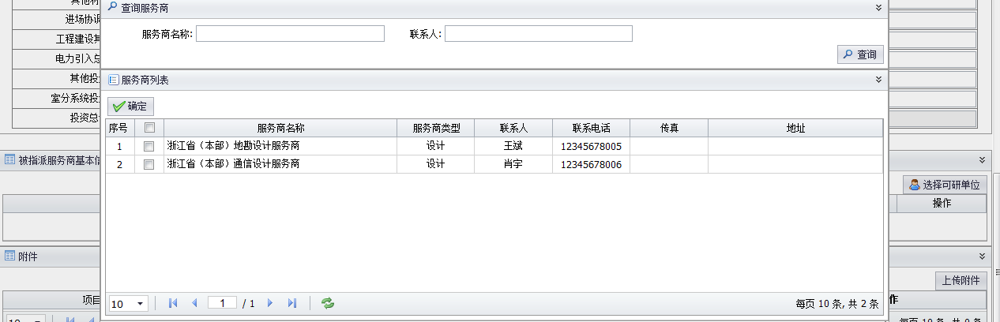 其他材
进场协调
工程建设其
电力引入总
其他投
室分系统投
投资总
查询服务商
服务商名称:
联系人:
查询
服务商列表
确定
序号 服务商名称 服务商类型 联系人 联系电话 传真 地址
1 浙江省（本部）地勘设计服务商 设计 王斌 12345678005
2 浙江省（本部）通信设计服务商 设计 肖宇 12345678006
10 1 / 1 每页 10 条, 共 2 条
被指派服务商基本信
选择可研单位
操作
附件
上传附件
项目
作
10
每页 10 条, 共 0 条